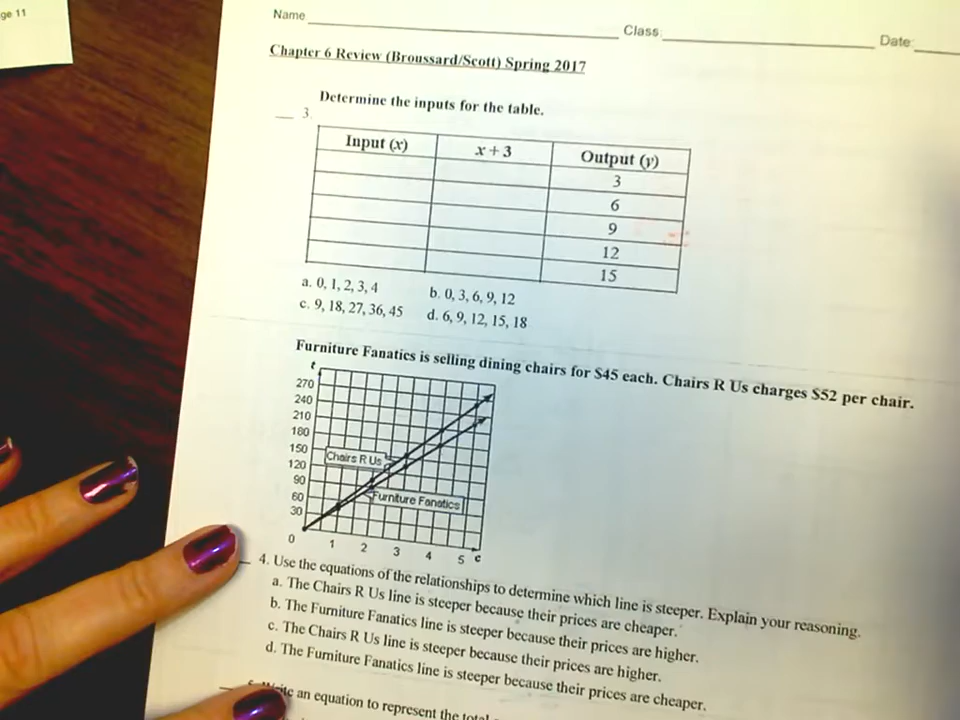 ge 11
Name Class: Date:
Chapter 6 Review (Broussard/Scott) Spring 2017
Determine the inputs for the table.
3.
Input (x) x + 3 Output (y)
3
6
9
12
15
a. 0, 1, 2, 3, 4 b. 0, 3, 6, 9, 12
c. 9, 18, 27, 36, 45 d. 6, 9, 12, 15, 18
Furniture Fanatics is selling dining chairs for $45 each. Chairs R Us charges $52 per chair.
t
270
240
210
180
150
120
90
60
30
Chairs R Us
Furniture Fanatics
0 1 2 3 4 5 c
4. Use the equations of the relationships to determine which line is steeper. Explain your reasoning.
a. The Chairs R Us line is steeper because their prices are cheaper.
b. The Furniture Fanatics line is steeper because their prices are higher.
c. The Chairs R Us line is steeper because their prices are higher.
d. The Furniture Fanatics line is steeper because their prices are cheaper.
an equation to represent the total